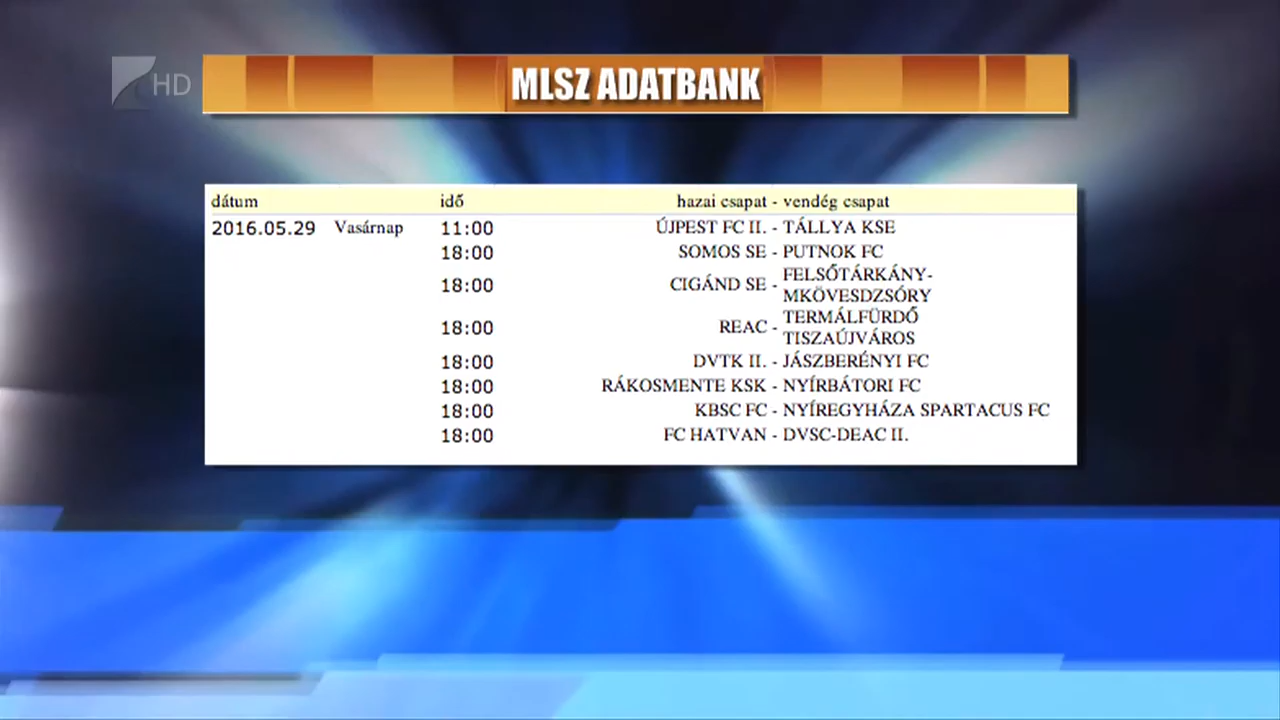 HD
MLSZ ADATBANK
dátum idő hazai csapat - vendég csapat
2016.05.29 Vasárnap 11:00 ÚJPEST FC II. - TÁLLYA KSE
18:00 SOMOS SE - PUTNOK FC
18:00 CIGÁND SE - FELSŐTÁRKÁNY-
MKÖVESDZSÓRY
18:00 REAC - TERMÁLFÜRDŐ
TISZAÚJVÁROS
18:00 DVTK II. - JÁSZBERÉNYI FC
18:00 RÁKOSMENTE KSK - NYÍRBÁTORI FC
18:00 KBSC FC - NYÍREGYHÁZA SPARTACUS FC
18:00 FC HATVAN - DVSC-DEAC II.